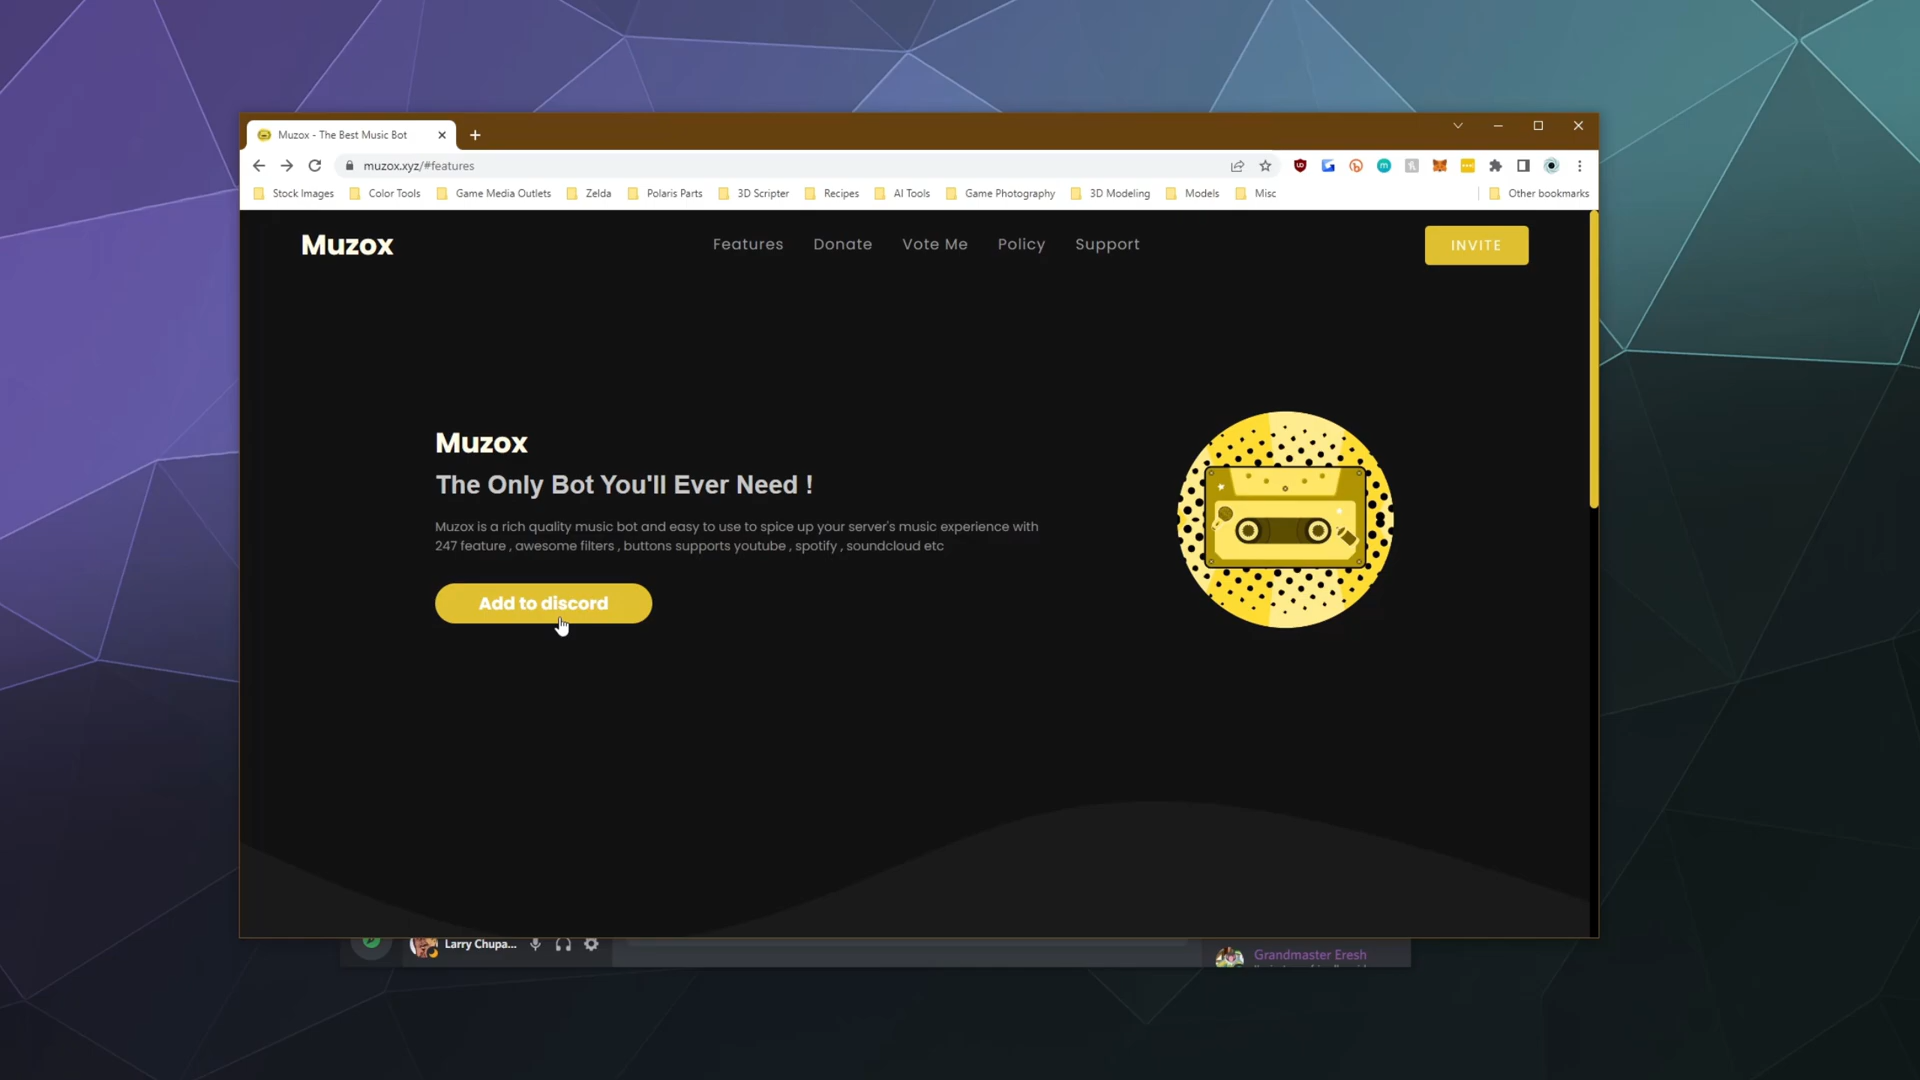 Muzox - The Best Music Bot
muzox.xyz/#features
Stock Images Color Tools Game Media Outlets Zelda Polaris Parts 3D Scripter Recipes AI Tools Game Photography 3D Modeling Models Misc Other bookmarks
Muzox Features Donate Vote Me Policy Support INVITE
Muzox
The Only Bot You'll Ever Need !
Muzox is a rich quality music bot and easy to use to spice up your server's music experience with
247 feature , awesome filters , buttons supports youtube , spotify , soundcloud etc
Add to discord
Larry Chupa...
Grandmaster Eresh